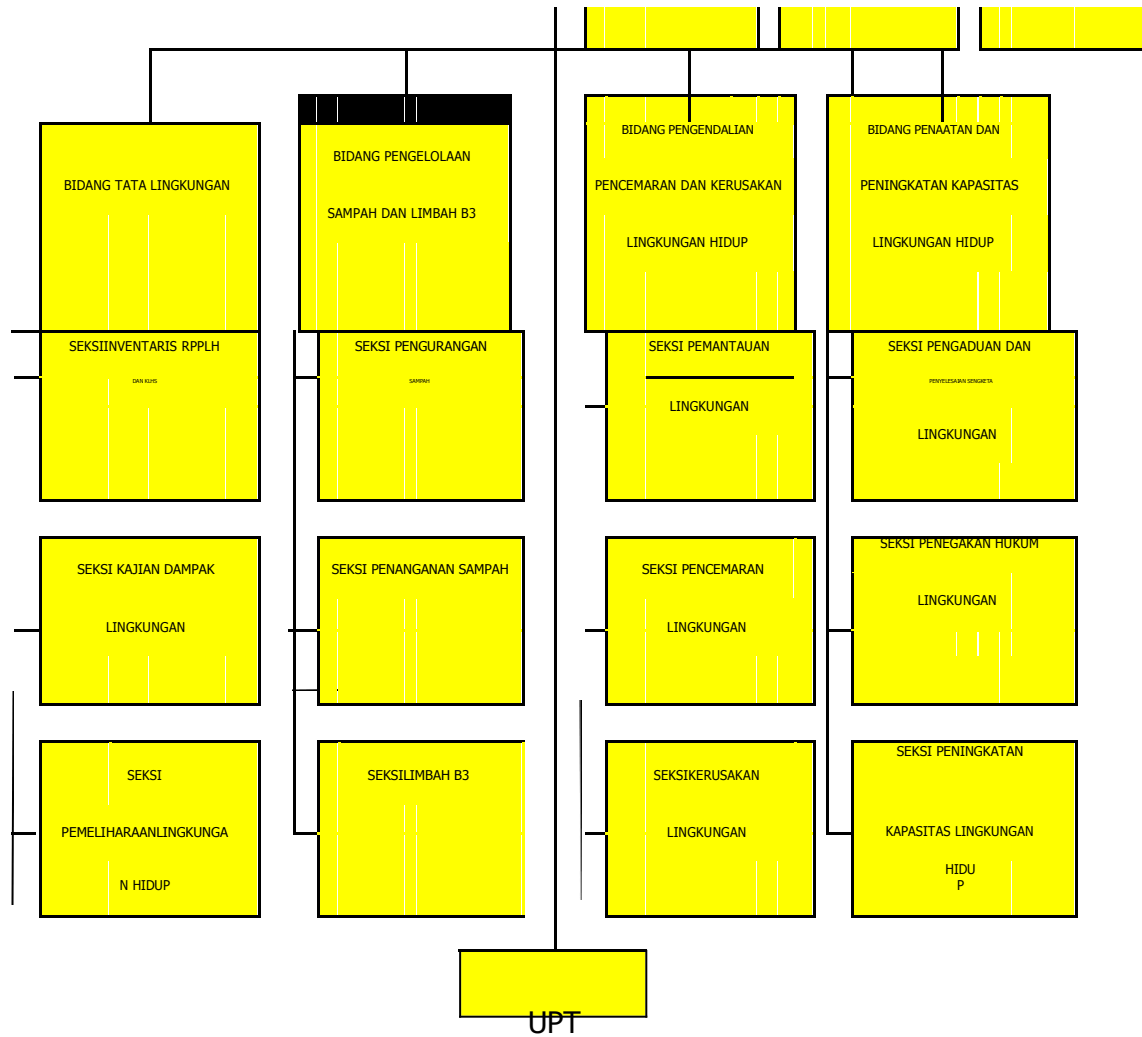 BIDANG TATA LINGKUNGAN
BIDANG PENGELOLAAN
SAMPAH DAN LIMBAH B3
BIDANG PENGENDALIAN
PENCEMARAN DAN KERUSAKAN
LINGKUNGAN HIDUP
BIDANG PENAATAN DAN
PENINGKATAN KAPASITAS
LINGKUNGAN HIDUP
SEKSIINVENTARIS RPPLH
DAN KLHS
SEKSI PENGURANGAN
SAMPAH
SEKSI PEMANTAUAN
LINGKUNGAN
SEKSI PENGADUAN DAN
PENYELESAIAN SENGKETA
LINGKUNGAN
SEKSI KAJIAN DAMPAK
LINGKUNGAN
SEKSI PENANGANAN SAMPAH
SEKSI PENCEMARAN
LINGKUNGAN
SEKSI PENEGAKAN HUKUM
LINGKUNGAN
SEKSI
PEMELIHARAANLINGKUNGA
N HIDUP
SEKSILIMBAH B3
SEKSIKERUSAKAN
LINGKUNGAN
SEKSI PENINGKATAN
KAPASITAS LINGKUNGAN
HIDU
P
UPT